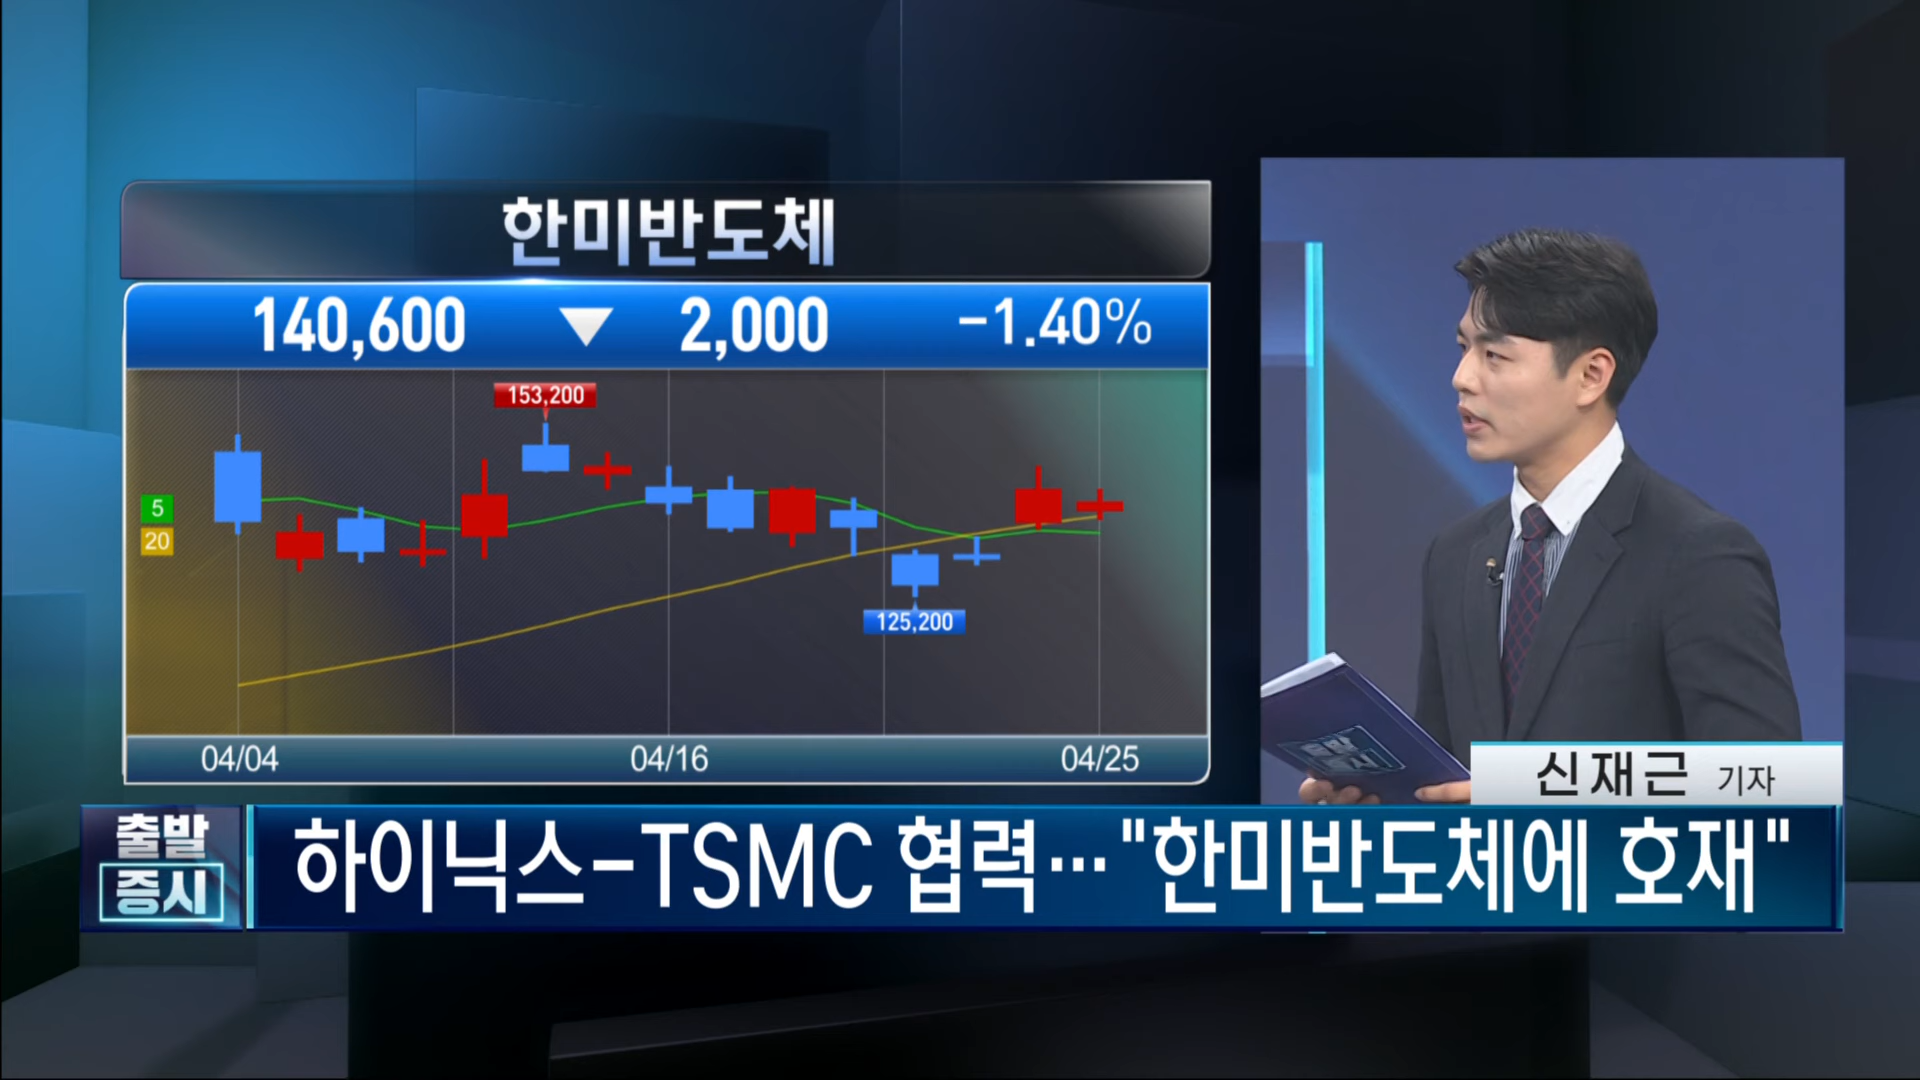 한미반도체
140,600 ▼ 2,000 -1.40%
153,200
5
20
125,200
04/04 04/16 04/25
신재근 기자
출발
증시
하이닉스-TSMC 협력…"한미반도체에 호재"